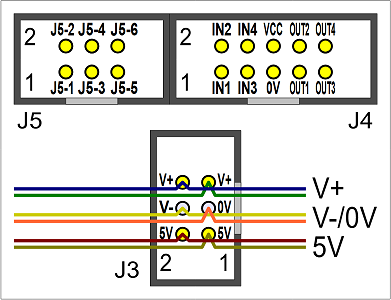 2 J5-2 J5-4 J5-6
1 J5-1 J5-3 J5-5
2 IN2 IN4 VCC OUT2 OUT4
1 IN1 IN3 0V OUT1 OUT3
J5
J4
V+ V+
V- 0V
5V 5V
2 1
J3
V+
V-/0V
5V